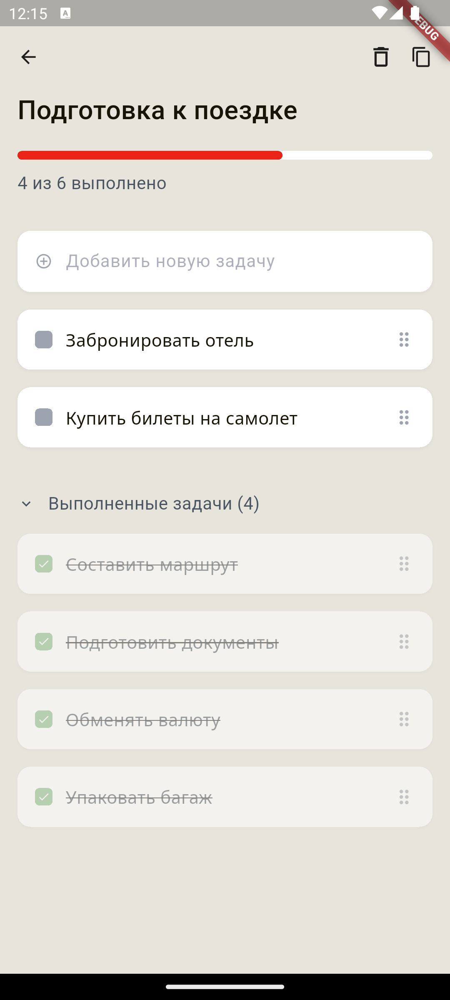 12:15
DEBUG
Подготовка к поездке
4 из 6 выполнено
Добавить новую задачу
Забронировать отель
Купить билеты на самолет
Выполненные задачи (4)
Составить маршрут
Подготовить документы
Обменять валюту
Упаковать багаж